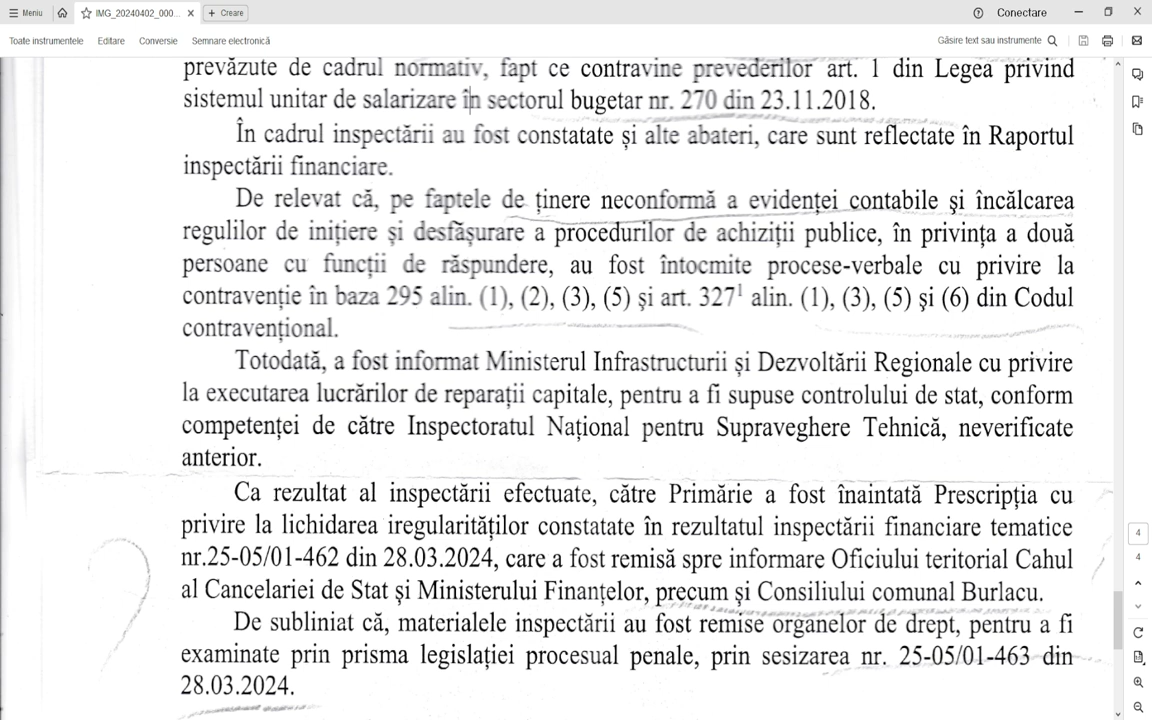 Meniu
IMG_20240402_000...
Creare
Conectare
Toate instrumentele Editare Conversie Semnare electronică
Găsire text sau instrumente
prevăzute de cadrul normativ, fapt ce contravine prevederilor art. 1 din Legea privind
sistemul unitar de salarizare în sectorul bugetar nr. 270 din 23.11.2018.
În cadrul inspectării au fost constatate și alte abateri, care sunt reflectate în Raportul
inspectării financiare.
De relevat că, pe faptele de ținere neconformă a evidenței contabile și încălcarea
regulilor de inițiere și desfășurare a procedurilor de achiziții publice, în privința a două
persoane cu funcții de răspundere, au fost întocmite procese-verbale cu privire la
contravenție în baza 295 alin. (1), (2), (3), (5) și art. 327¹ alin. (1), (3), (5) și (6) din Codul
contravențional.
Totodată, a fost informat Ministerul Infrastructurii și Dezvoltării Regionale cu privire
la executarea lucrărilor de reparații capitale, pentru a fi supuse controlului de stat, conform
competenței de către Inspectoratul Național pentru Supraveghere Tehnică, neverificate
anterior.
Ca rezultat al inspectării efectuate, către Primărie a fost înaintată Prescripția cu
privire la lichidarea iregularităților constatate în rezultatul inspectării financiare tematice
nr.25-05/01-462 din 28.03.2024, care a fost remisă spre informare Oficiului teritorial Cahul
al Cancelariei de Stat și Ministerului Finanțelor, precum și Consiliului comunal Burlacu.
De subliniat că, materialele inspectării au fost remise organelor de drept, pentru a fi
examinate prin prisma legislației procesual penale, prin sesizarea nr. 25-05/01-463 din
28.03.2024.
4
4